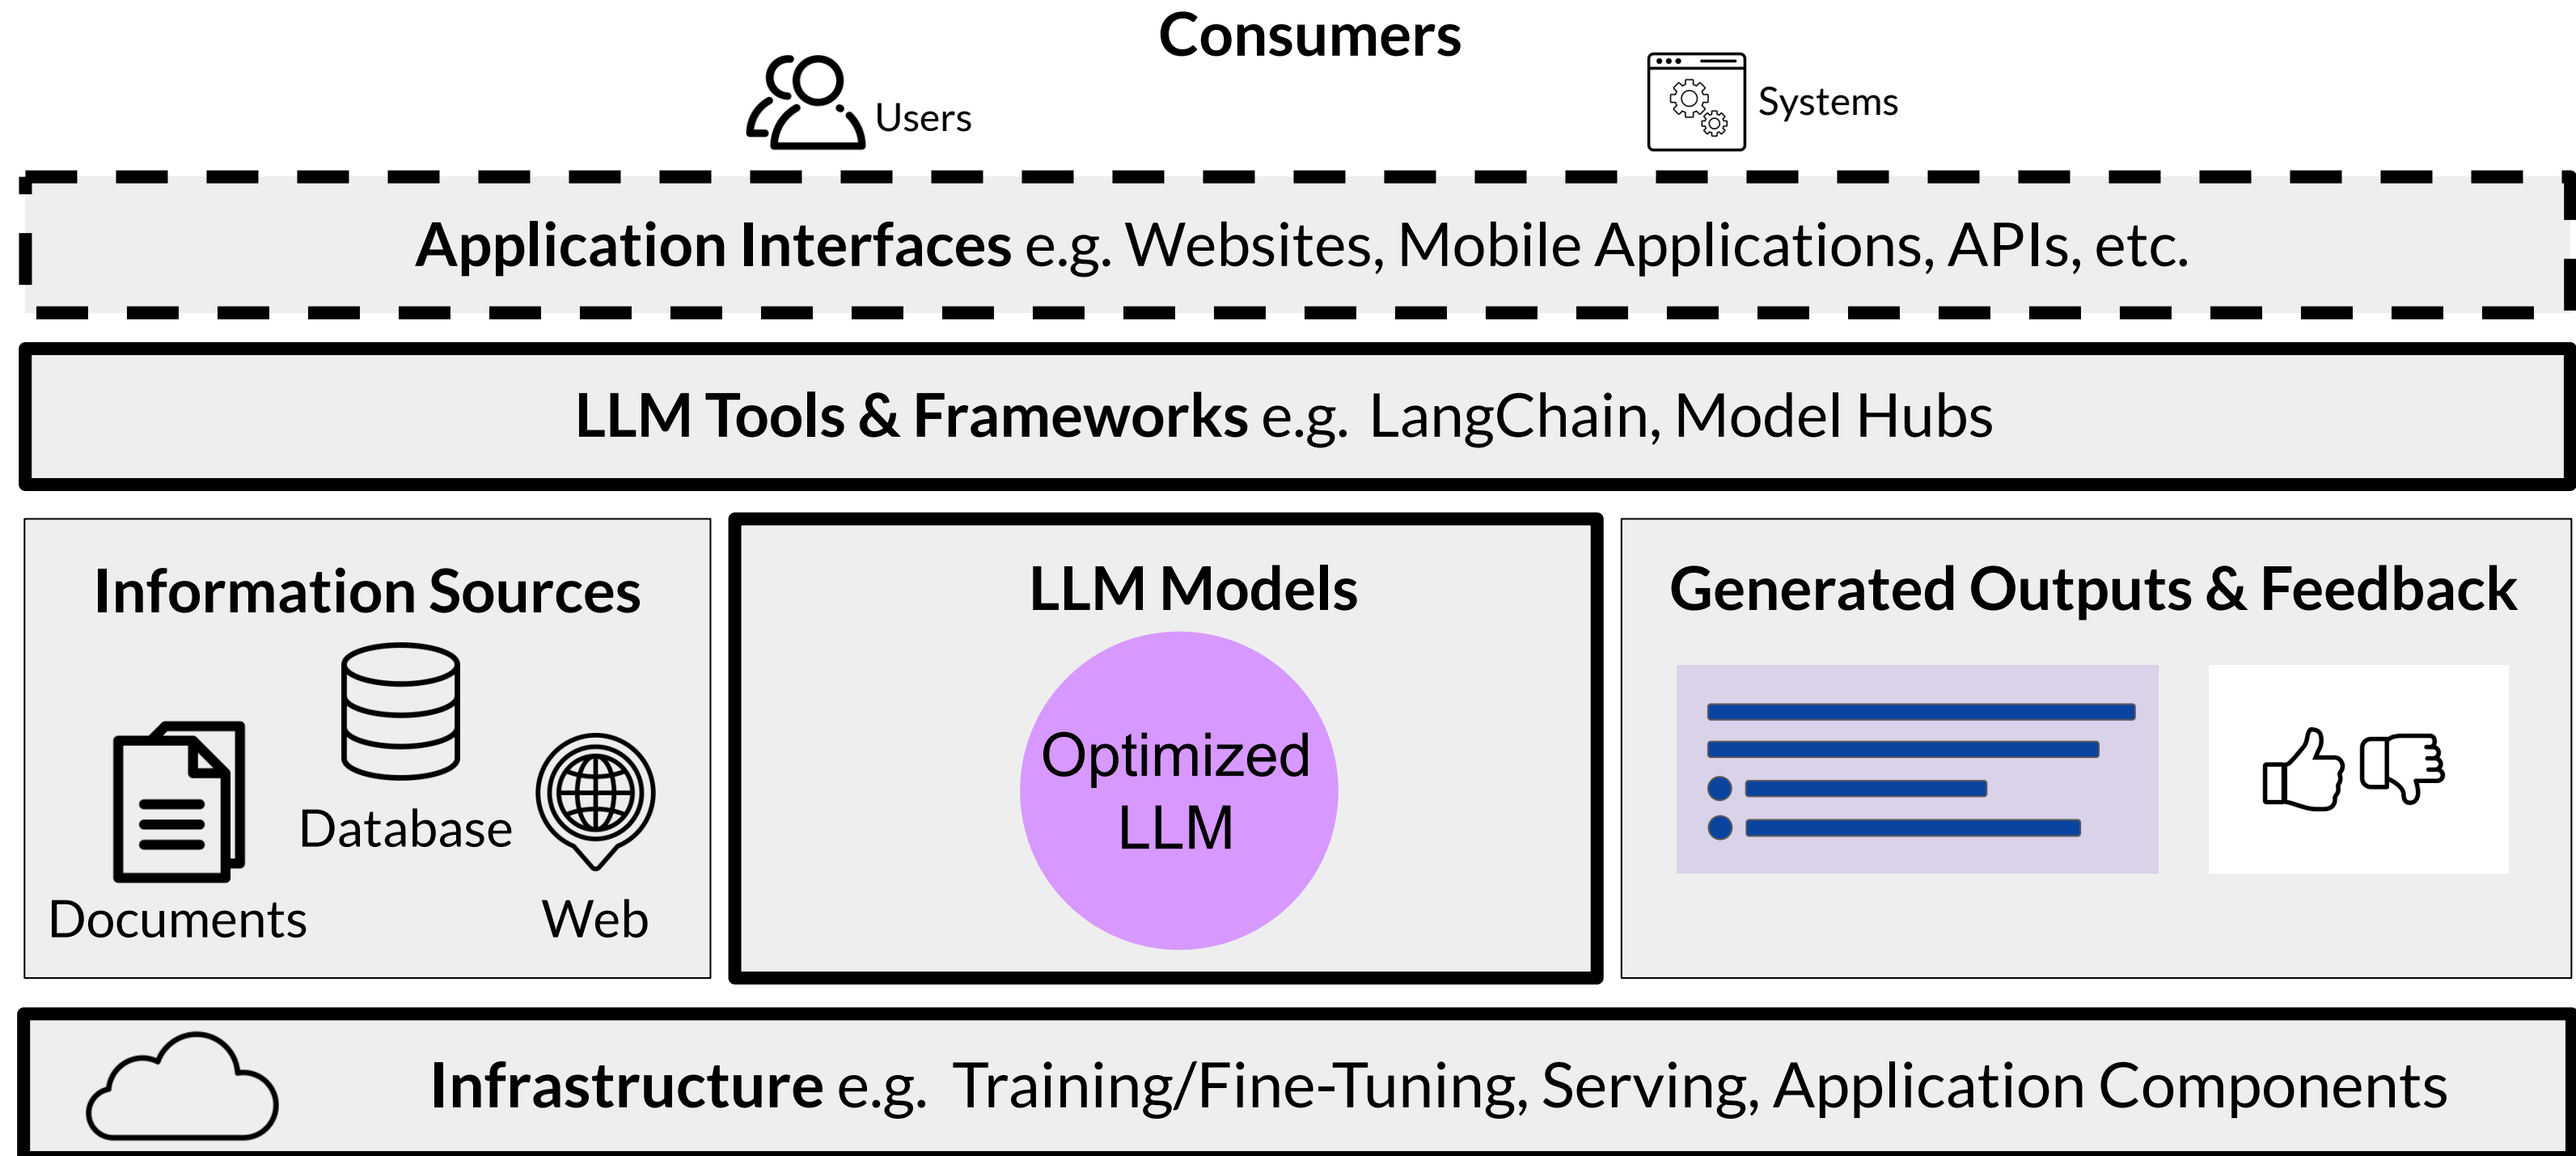 Consumers
Users
Systems
Application Interfaces e.g. Websites, Mobile Applications, APIs, etc.
LLM Tools & Frameworks e.g. LangChain, Model Hubs
Information Sources
Database
Documents
Web
LLM Models
Optimized
LLM
Generated Outputs & Feedback
Infrastructure e.g. Training/Fine-Tuning, Serving, Application Components